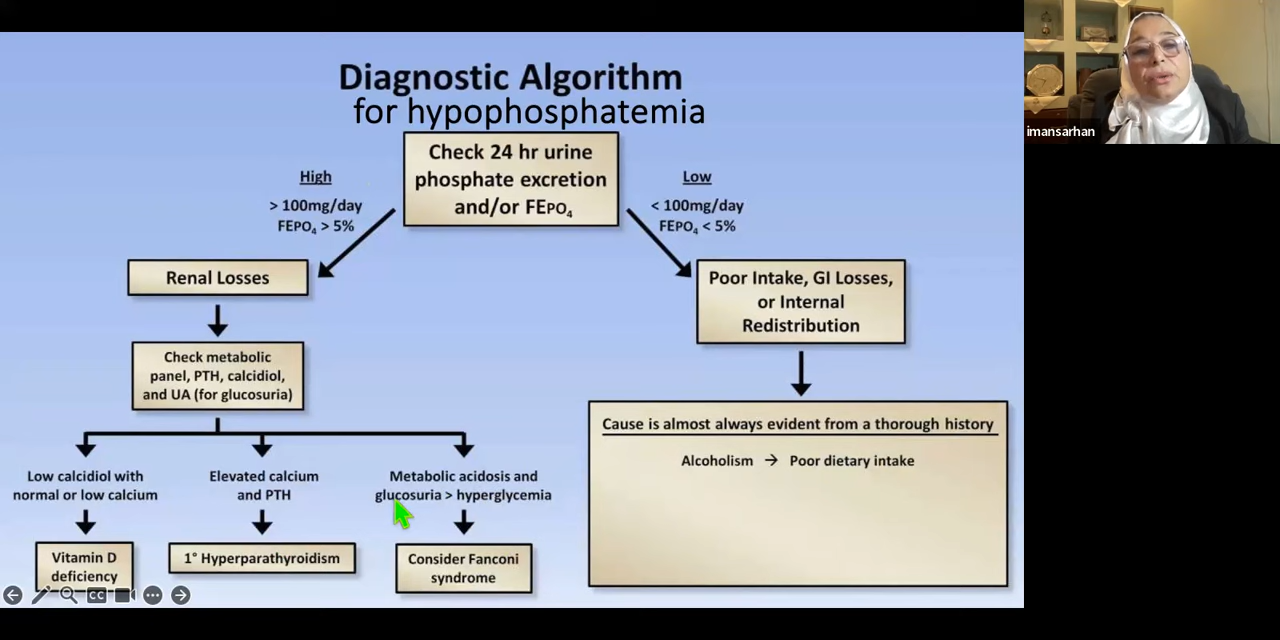 Diagnostic Algorithm
for hypophosphatemia
Check 24 hr urine
phosphate excretion
and/or FEPO₄
High
> 100mg/day
FEPO₄ > 5%
Low
< 100mg/day
FEPO₄ < 5%
Renal Losses
Poor Intake, GI Losses,
or Internal
Redistribution
Check metabolic
panel, PTH, calcidiol,
and UA (for glucosuria)
Cause is almost always evident from a thorough history
Alcoholism → Poor dietary intake
Low calcidiol with
normal or low calcium
Elevated calcium
and PTH
Metabolic acidosis and
glucosuria > hyperglycemia
Vitamin D
deficiency
1° Hyperparathyroidism
Consider Fanconi
syndrome
CC
imansarhan